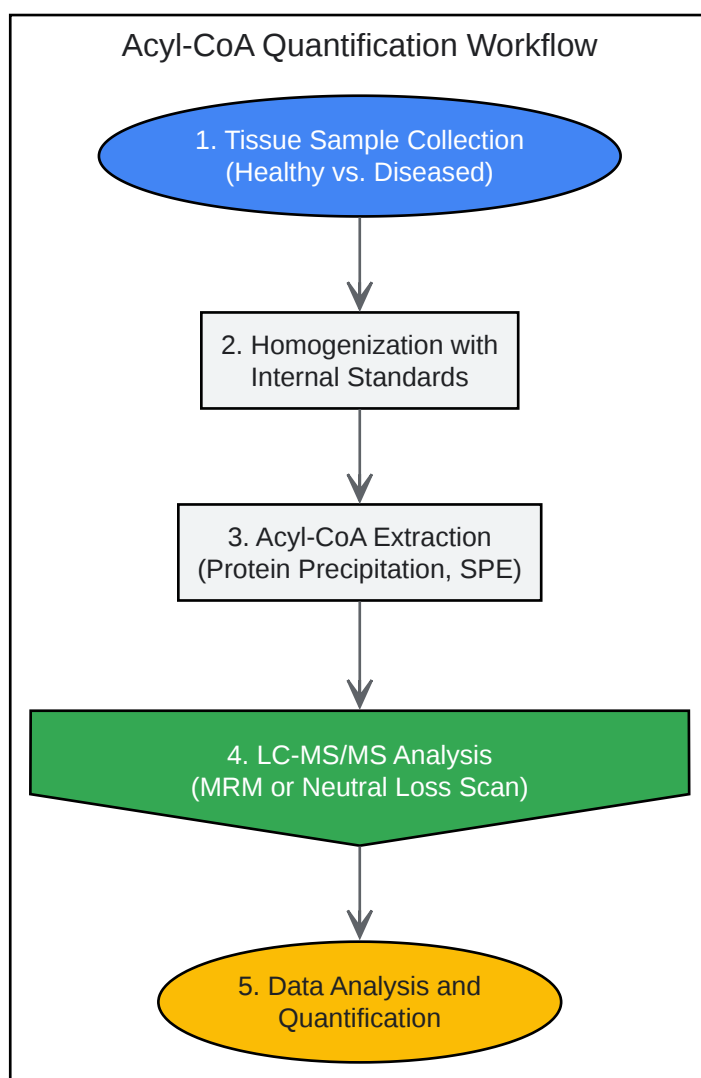 Acyl-CoA Quantification Workflow
1. Tissue Sample Collection
(Healthy vs. Diseased)
2. Homogenization with
Internal Standards
3. Acyl-CoA Extraction
(Protein Precipitation, SPE)
4. LC-MS/MS Analysis
(MRM or Neutral Loss Scan)
5. Data Analysis and
Quantification